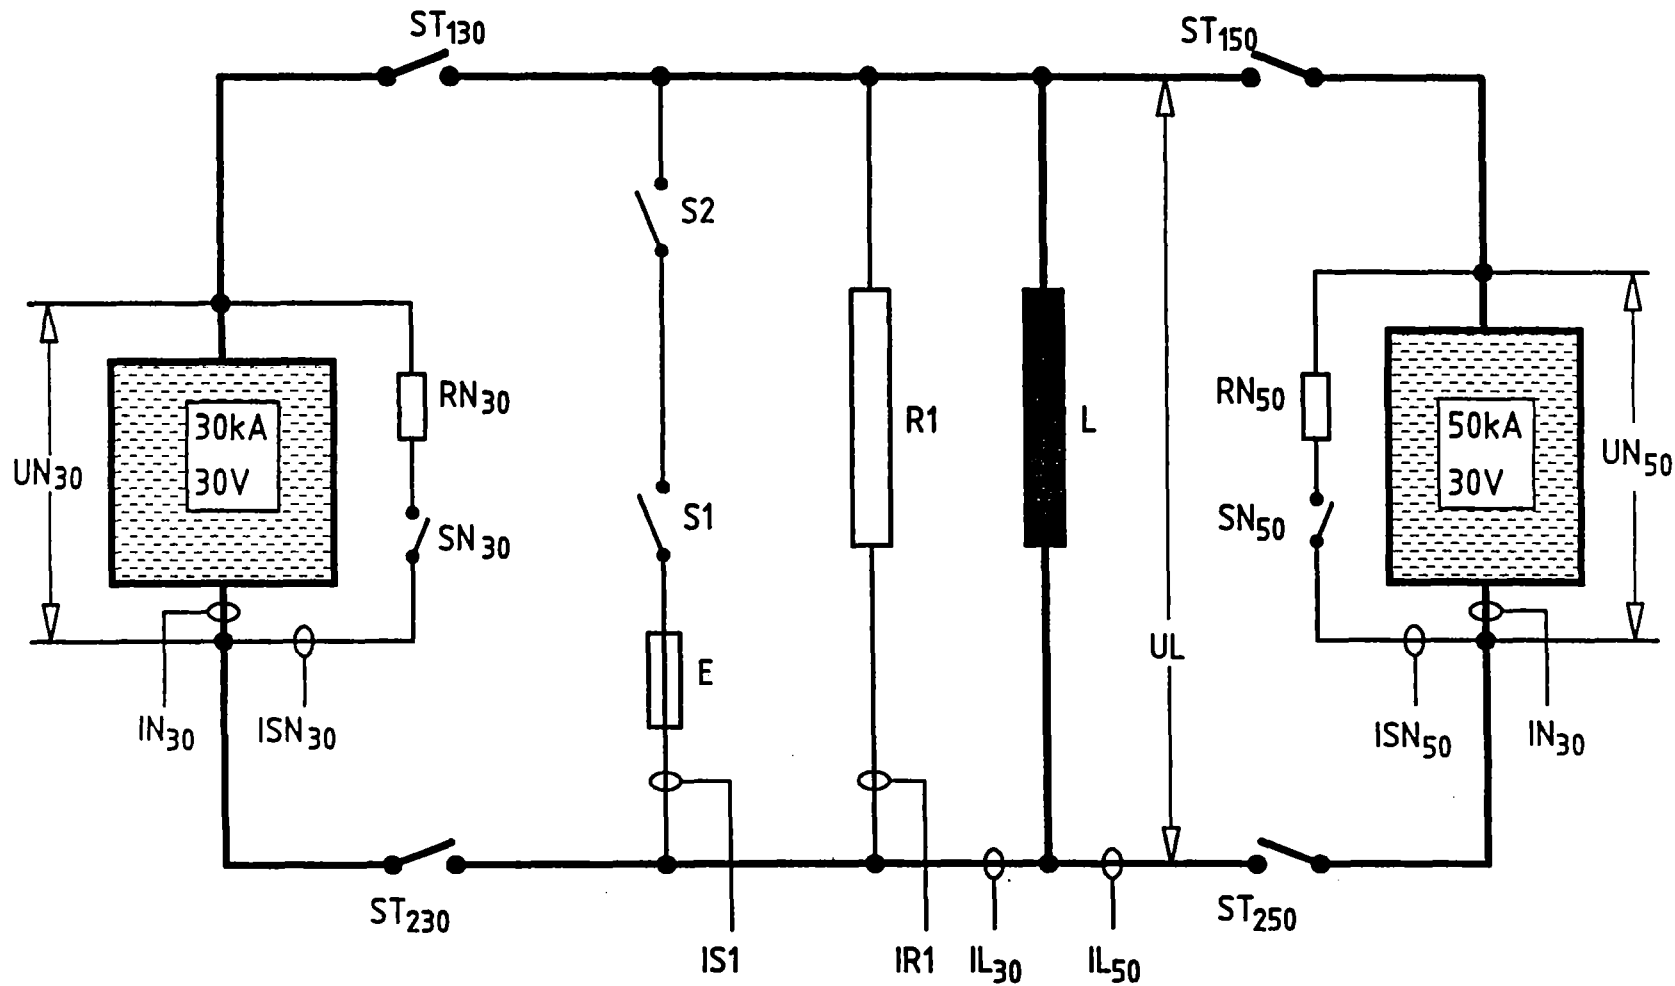 ST130
ST150
S2
30kA
30V
UN30
RN30
SN30
S1
R1
L
UL
RN50
SN50
50kA
30V
UN50
E
IN30
ISN30
ISN50
IN30
ST230
ST250
IS1
IR1
IL30
IL50